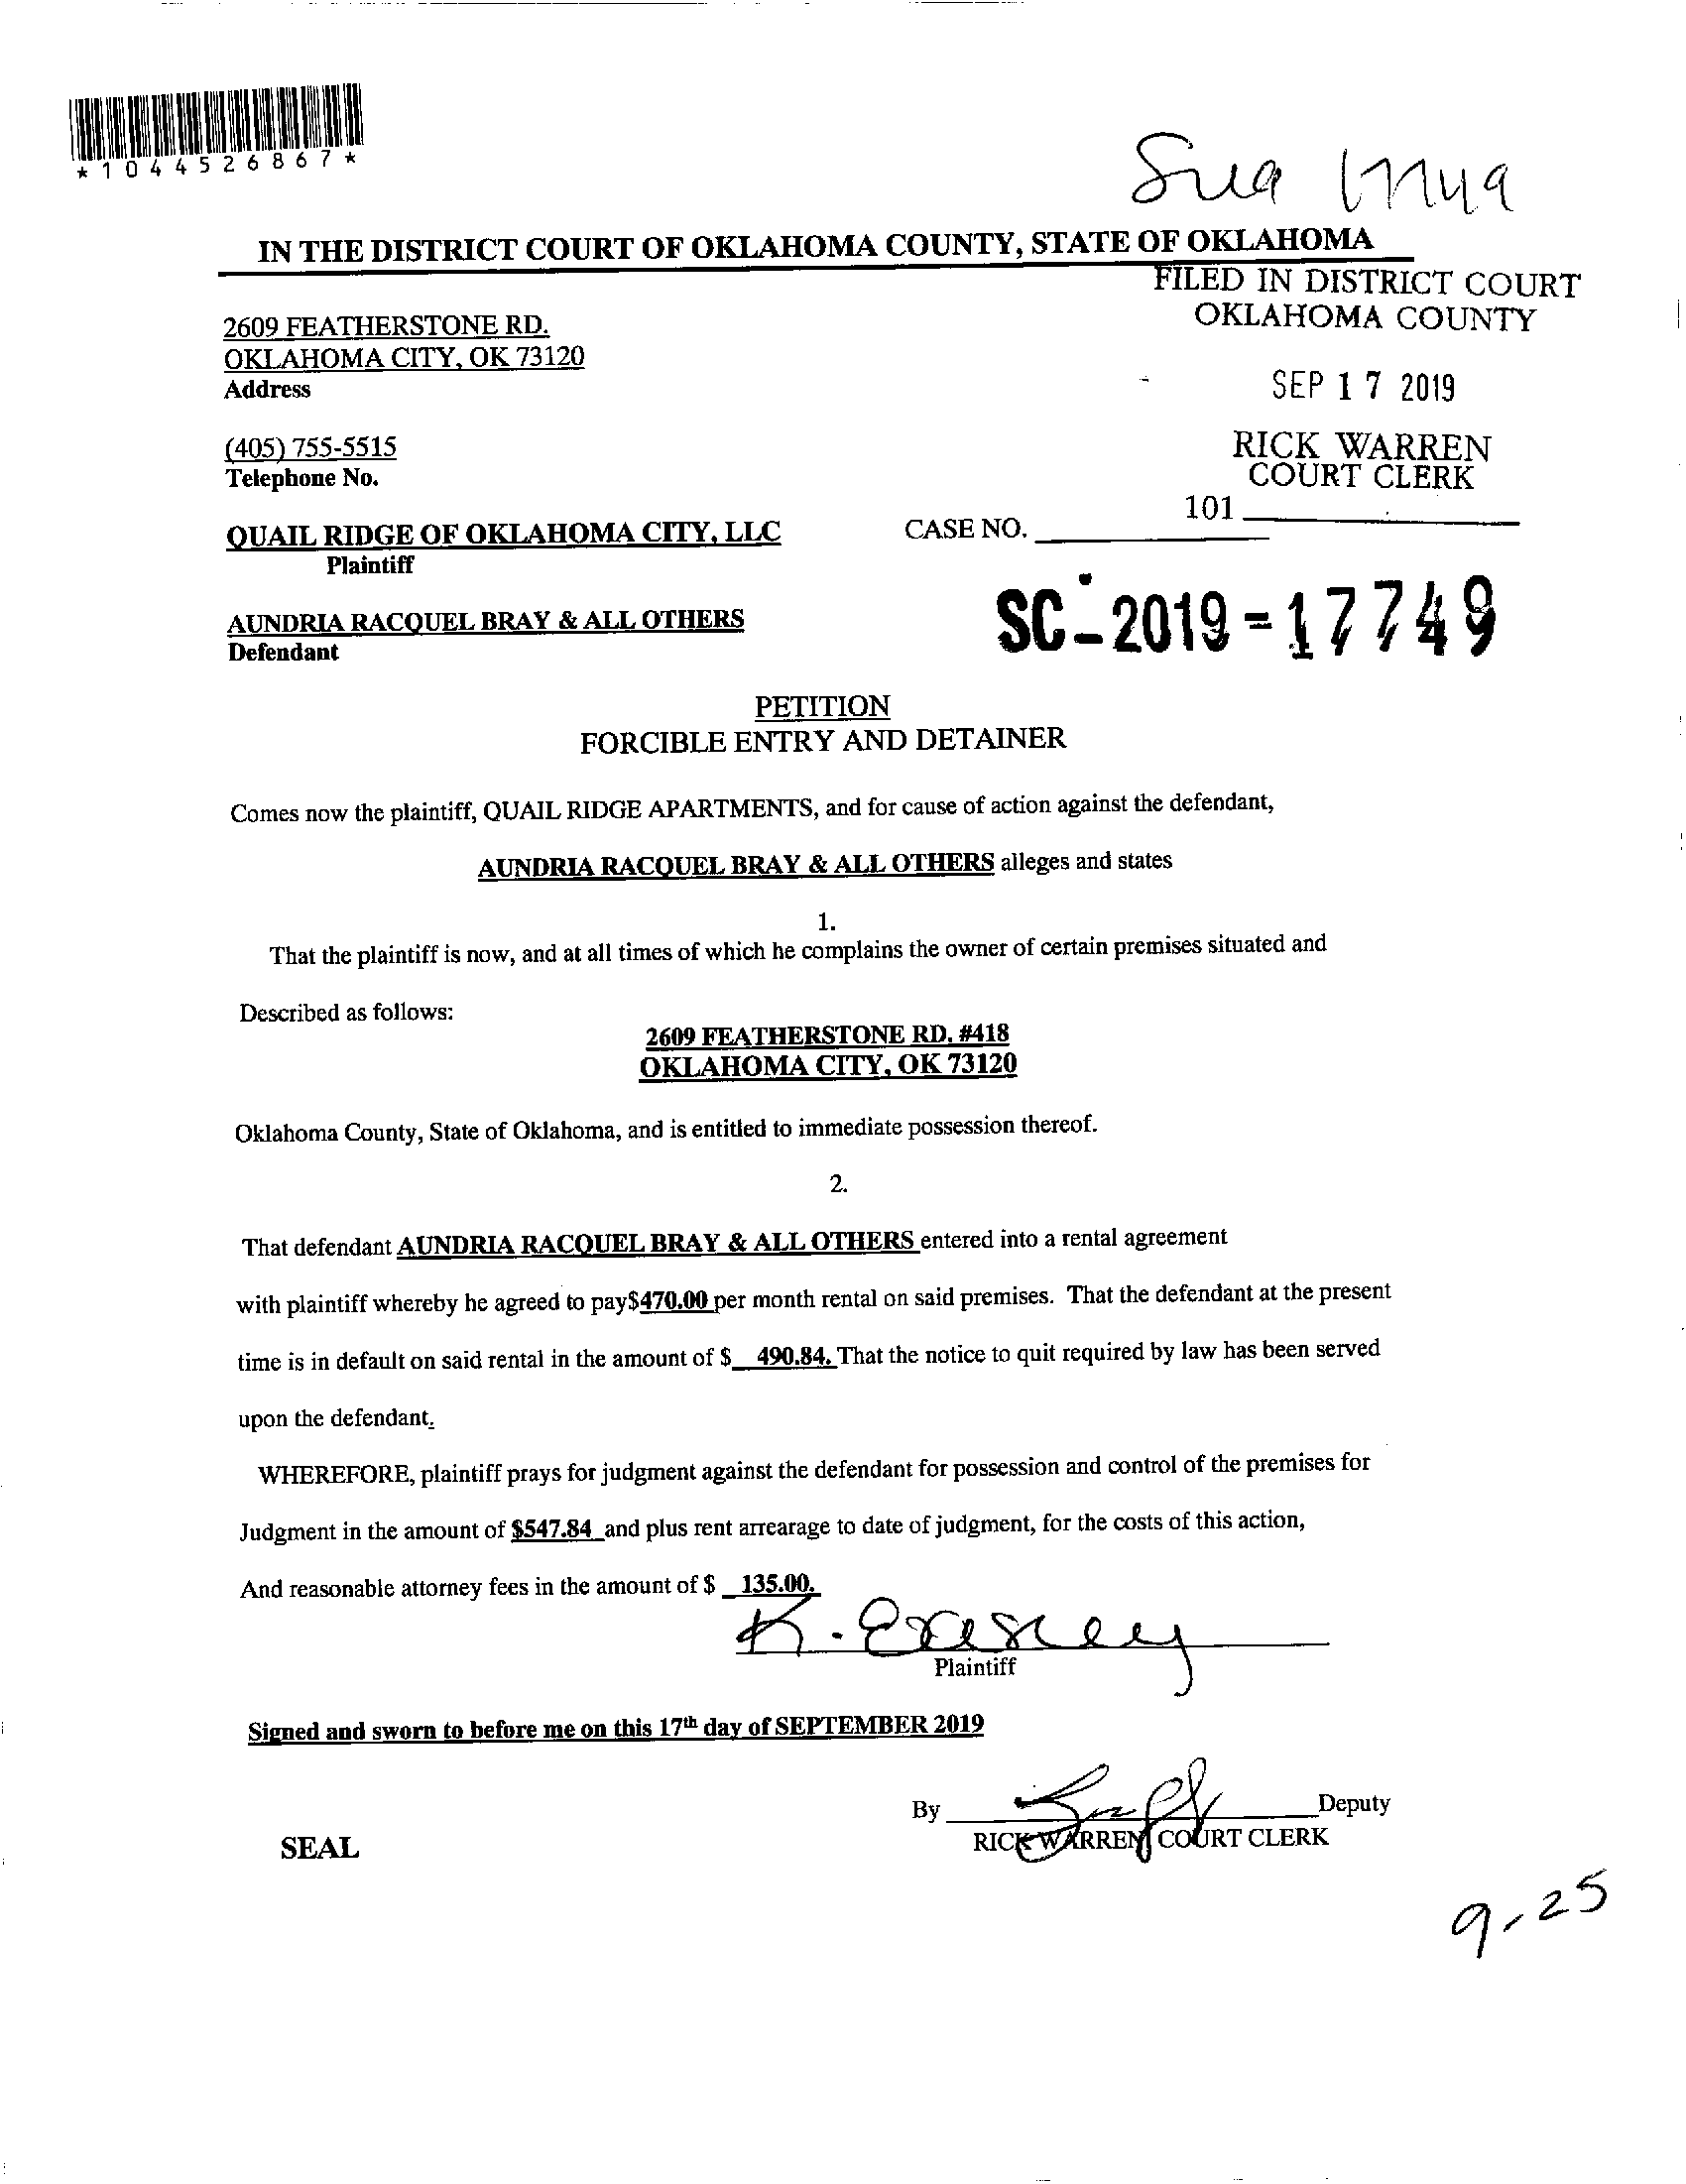 *1044526867*
IN THE DISTRICT COURT OF OKLAHOMA COUNTY, STATE OF OKLAHOMA
FILED IN DISTRICT COURT
OKLAHOMA COUNTY
2609 FEATHERSTONE RD.
OKLAHOMA CITY, OK 73120
Address
SEP 17 2019
(405) 755-5515
Telephone No.
RICK WARREN
COURT CLERK
101
QUAIL RIDGE OF OKLAHOMA CITY, LLC
CASE NO.
Plaintiff
SC-2019-17749
AUNDRIA RACQUEL BRAY & ALL OTHERS
Defendant
PETITION
FORCIBLE ENTRY AND DETAINER
Comes now the plaintiff, QUAIL RIDGE APARTMENTS, and for cause of action against the defendant,
AUNDRIA RACQUEL BRAY & ALL OTHERS alleges and states
1.
That the plaintiff is now, and at all times of which he complains the owner of certain premises situated and
Described as follows:
2609 FEATHERSTONE RD. #418
OKLAHOMA CITY, OK 73120
Oklahoma County, State of Oklahoma, and is entitled to immediate possession thereof.
2.
That defendant AUNDRIA RACQUEL BRAY & ALL OTHERS entered into a rental agreement
with plaintiff whereby he agreed to pay$470.00 per month rental on said premises. That the defendant at the present
time is in default on said rental in the amount of $ 490.84. That the notice to quit required by law has been served
upon the defendant.
WHEREFORE, plaintiff prays for judgment against the defendant for possession and control of the premises for
Judgment in the amount of $547.84 and plus rent arrearage to date of judgment, for the costs of this action,
And reasonable attorney fees in the amount of $ 135.00.
Plaintiff
Signed and sworn to before me on this 17th day of SEPTEMBER 2019
By Deputy
RICK WARREN COURT CLERK
SEAL
9-25